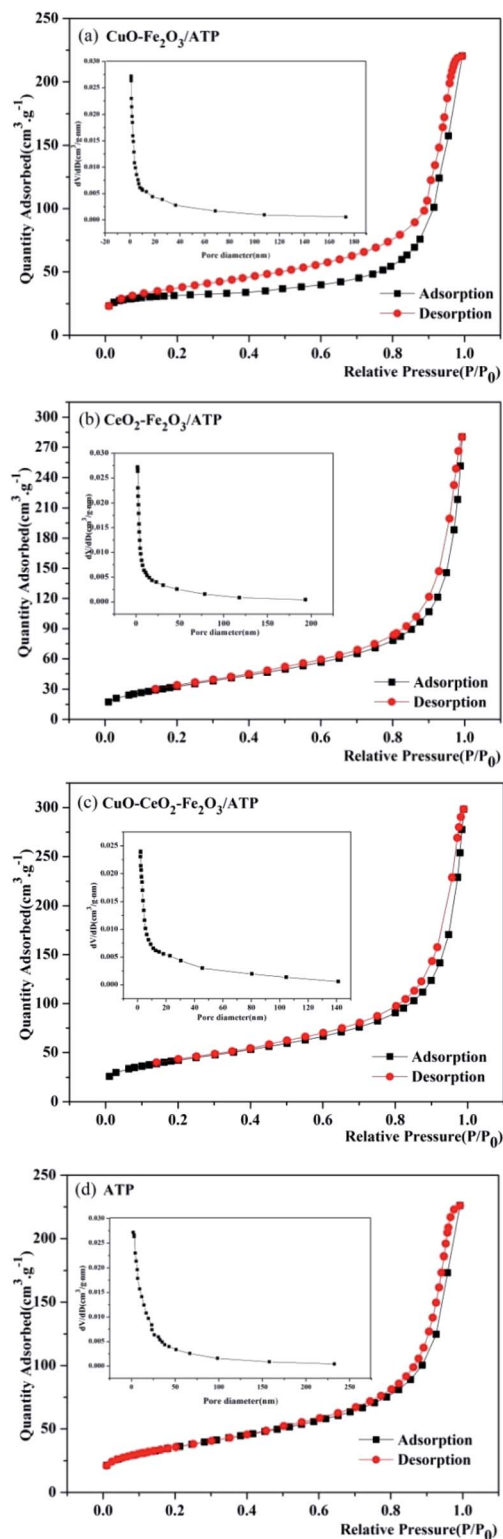 (a) CuO-Fe₂O₃/ATP
250
200
150
100
50
0
Quantity Adsorbed(cm³.g⁻¹)
0.030
0.025
0.020
0.015
0.010
0.005
0.000
dV/dD(cm³/g·nm)
-20 0 20 40 60 80 100 120 140 160 180
Pore diameter(nm)
Adsorption
Desorption
0.0 0.2 0.4 0.6 0.8 1.0
Relative Pressure(P/P₀)
(b) CeO₂-Fe₂O₃/ATP
300
270
240
210
180
150
120
90
60
30
0
Quantity Adsorbed(cm³.g⁻¹)
0.030
0.025
0.020
0.015
0.010
0.005
0.000
dV/dD(cm³/g·nm)
0 50 100 150 200
Pore diameter(nm)
Adsorption
Desorption
0.0 0.2 0.4 0.6 0.8 1.0
Relative Pressure(P/P₀)
(c) CuO-CeO₂-Fe₂O₃/ATP
300
250
200
150
100
50
0
Quantity Adsorbed(cm³.g⁻¹)
0.025
0.020
0.015
0.010
0.005
0.000
dV/dD(cm³/g·nm)
0 20 40 60 80 100 120 140
Pore diameter(nm)
Adsorption
Desorption
0.0 0.2 0.4 0.6 0.8 1.0
Relative Pressure(P/P₀)
(d) ATP
250
200
150
100
50
0
Quantity Adsorbed(cm³.g⁻¹)
0.030
0.025
0.020
0.015
0.010
0.005
0.000
dV/dD(cm³/g·nm)
0 50 100 150 200 250
Pore diameter(nm)
Adsorption
Desorption
0.0 0.2 0.4 0.6 0.8 1.0
Relative Pressure(P/P₀)